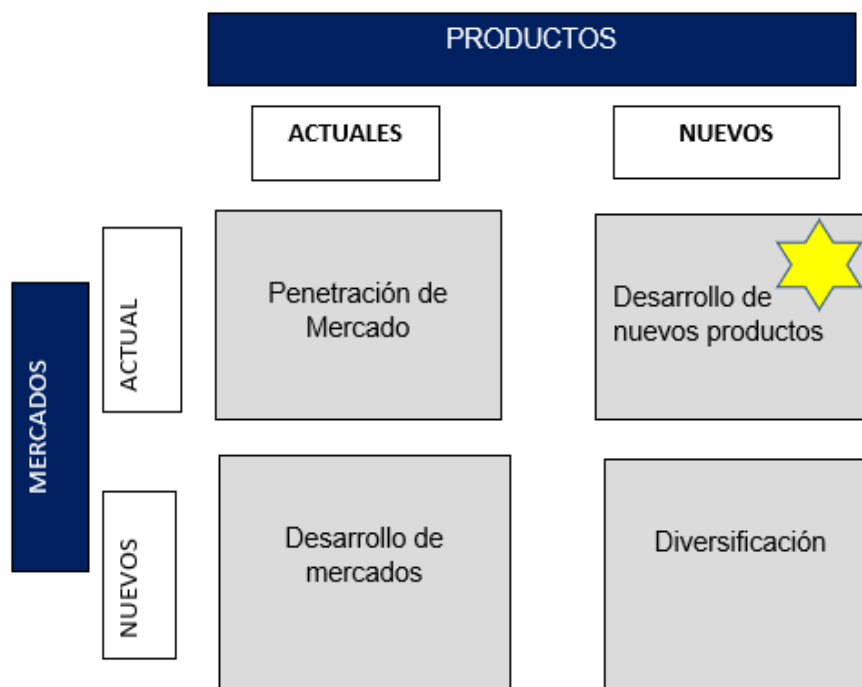 PRODUCTOS
ACTUALES
NUEVOS
MERCADOS
ACTUAL
Penetración de
Mercado
Desarrollo de
nuevos productos
NUEVOS
Desarrollo de
mercados
Diversificación